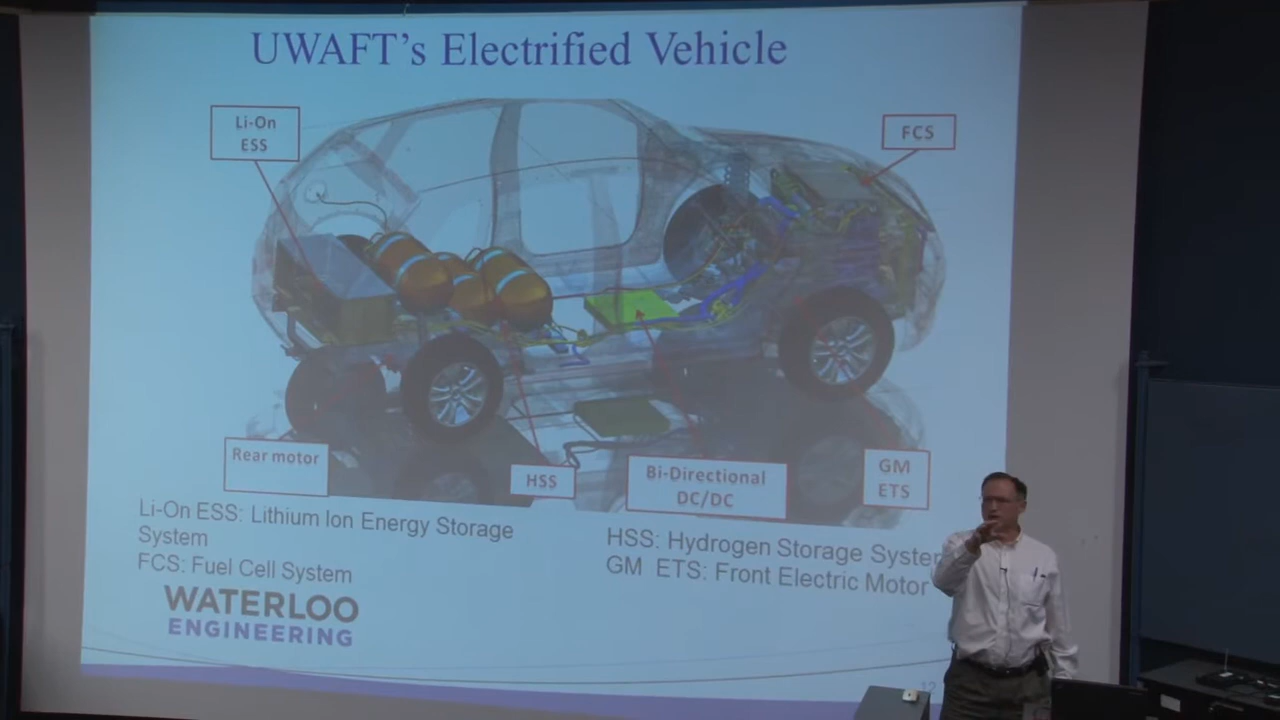 UWAFT's Electrified Vehicle
Li-On
ESS
FCS
Rear motor
HSS
Bi-Directional
DC/DC
GM
ETS
Li-On ESS: Lithium Ion Energy Storage
System
FCS: Fuel Cell System
HSS: Hydrogen Storage
GM ETS: Front Electric Motor
WATERLOO
ENGINEERING
12